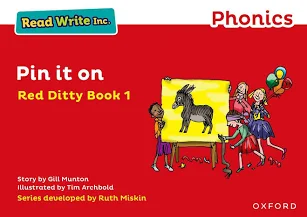 Read Write Inc.
Phonics
Pin it on
Red Ditty Book 1
Story by Gill Munton
Illustrated by Tim Archbold
Series developed by Ruth Miskin
OXFORD